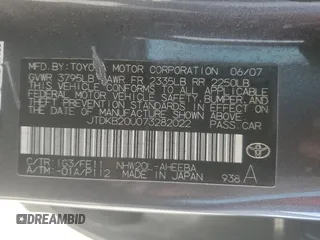 MFD.BY:TOYOTA MOTOR CORPORATION 06/07
GVWR 3795LB GAWR FR 2335LB RR 2250LB
THIS VEHICLE CONFORMS TO ALL APPLICABLE
FEDERAL MOTOR VEHICLE SAFETY, BUMPER, AND
THEFT PREVENTION STANDARDS IN EFFECT ON THE
DATE OF MANUFACTURE SHOWN ABOVE.
JTDKB20U073282022 PASS.CAR
C/TR:1G3/FE11 NHW20L-AHEEBA
A/TM:-01A/P112 MADE IN JAPAN 938 A
AUTOBIDCAR